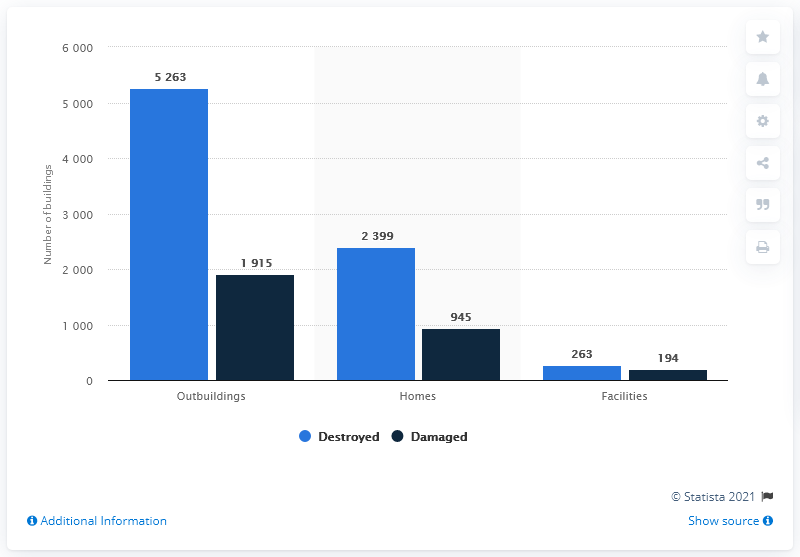 6 000
5 000
4 000
3 000
2 000
1 000
0
Number of buildings
5 263
1 915
2 399
945
263
194
Outbuildings
Homes
Facilities
Destroyed
Damaged
© Statista 2021
Additional Information
Show source